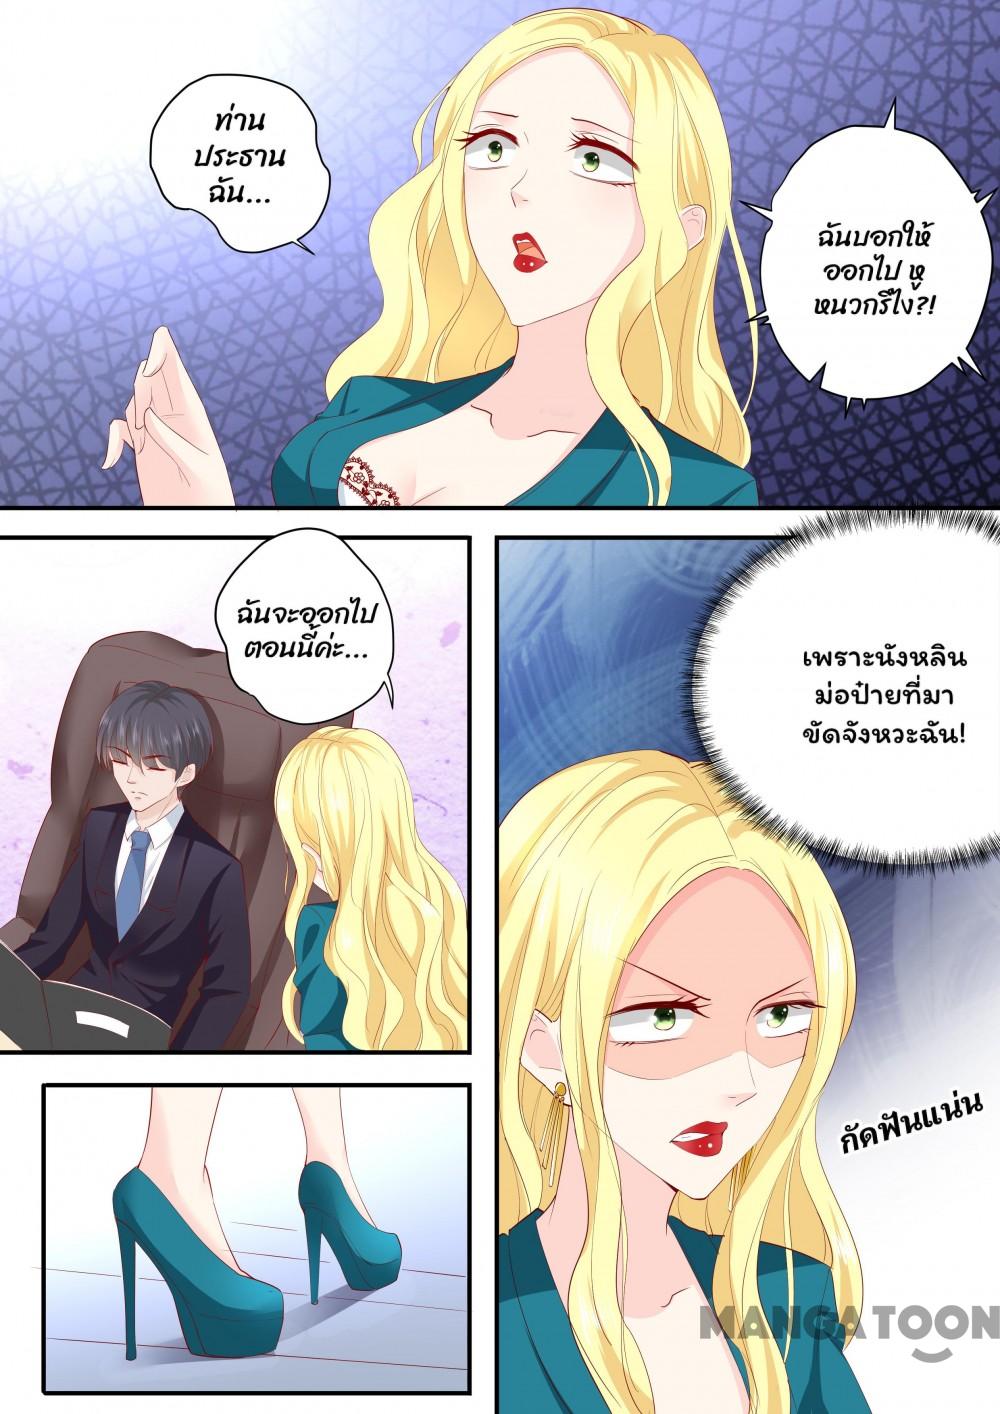 ท่าน
ประธาน
ฉัน...
ฉันบอกให้
ออกไป หู
หนวกรึไง?!
ฉันจะออกไป
ตอนนี้ค่ะ...
เพราะนังหลิน
ม่อป๋ายที่มา
ขัดจังหวะฉัน!
กัดฟันแน่น
MANGATOON